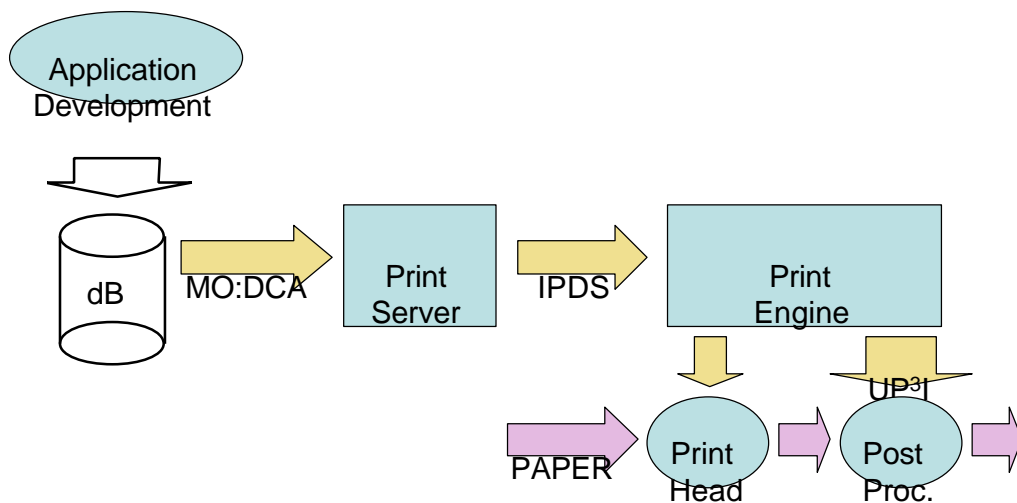 Application
Development
dB
MO:DCA
Print
Server
IPDS
Print
Engine
UP³I
PAPER
Print
Head
Post
Proc.